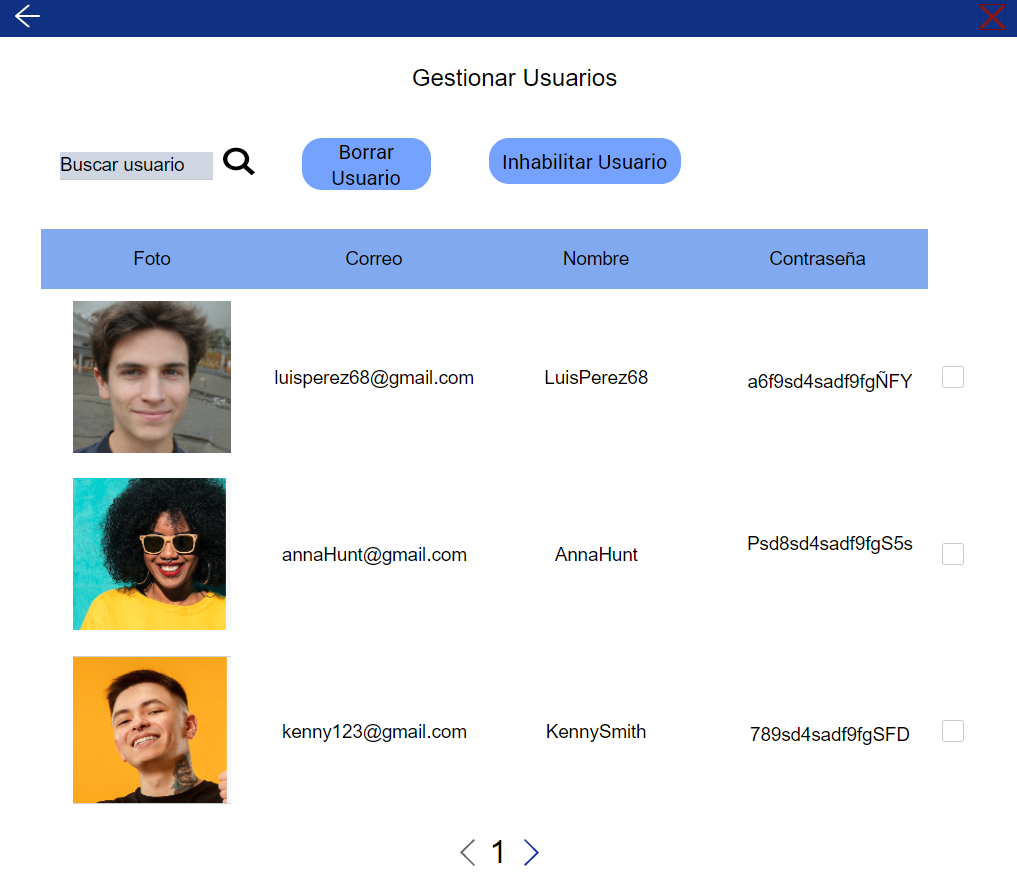 Gestionar Usuarios
Buscar usuario
Borrar
Usuario
Inhabilitar Usuario
Foto Correo Nombre Contraseña
luisperez68@gmail.com LuisPerez68 a6f9sd4sadf9fgÑFY
annaHunt@gmail.com AnnaHunt Psd8sd4sadf9fgS5s
kenny123@gmail.com KennySmith 789sd4sadf9fgSFD
1